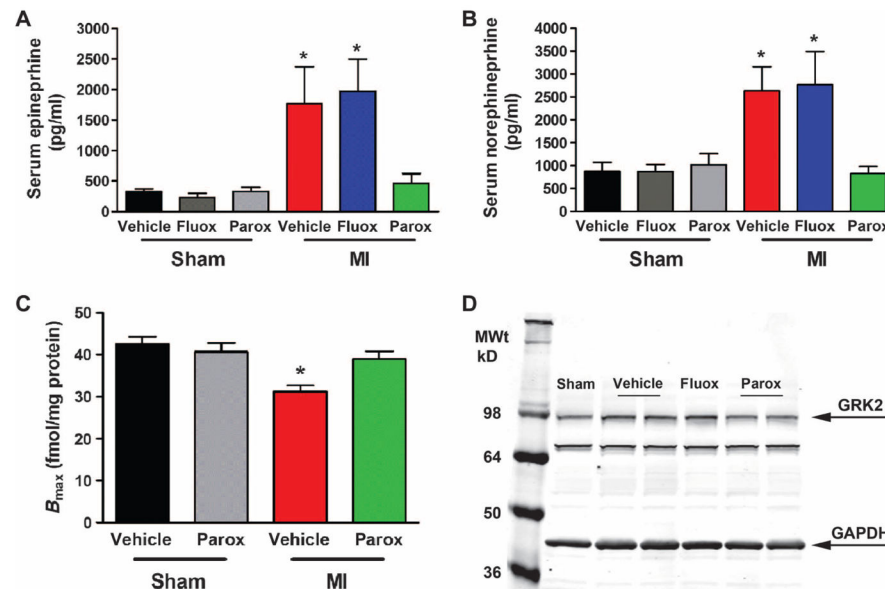 A
Serum epineprhine
(pg/ml)
2500
2000
1500
1000
500
0
*
*
Vehicle Fluox Parox Vehicle Fluox Parox
Sham MI
B
Serum norephineprhine
(pg/ml)
4000
3500
3000
2500
2000
1500
1000
500
0
*
*
Vehicle Fluox Parox Vehicle Fluox Parox
Sham MI
C
Bmax (fmol/mg protein)
50
40
30
20
10
0
*
Vehicle Parox Vehicle Parox
Sham MI
D
MWt
kD
Sham Vehicle Fluox Parox
98
64
50
36
GRK2
GAPDH